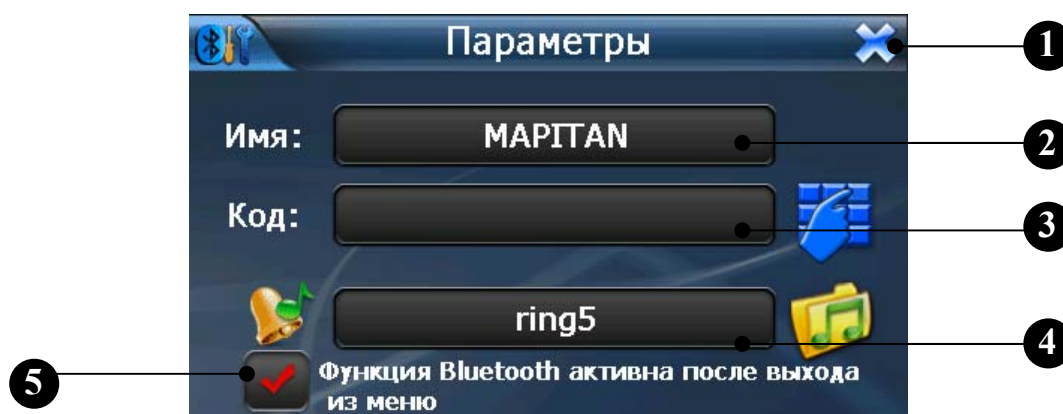 Параметры
1
Имя:
MAPITAN
2
Код:
3
ring5
4
5
Функция Bluetooth активна после выхода
из меню